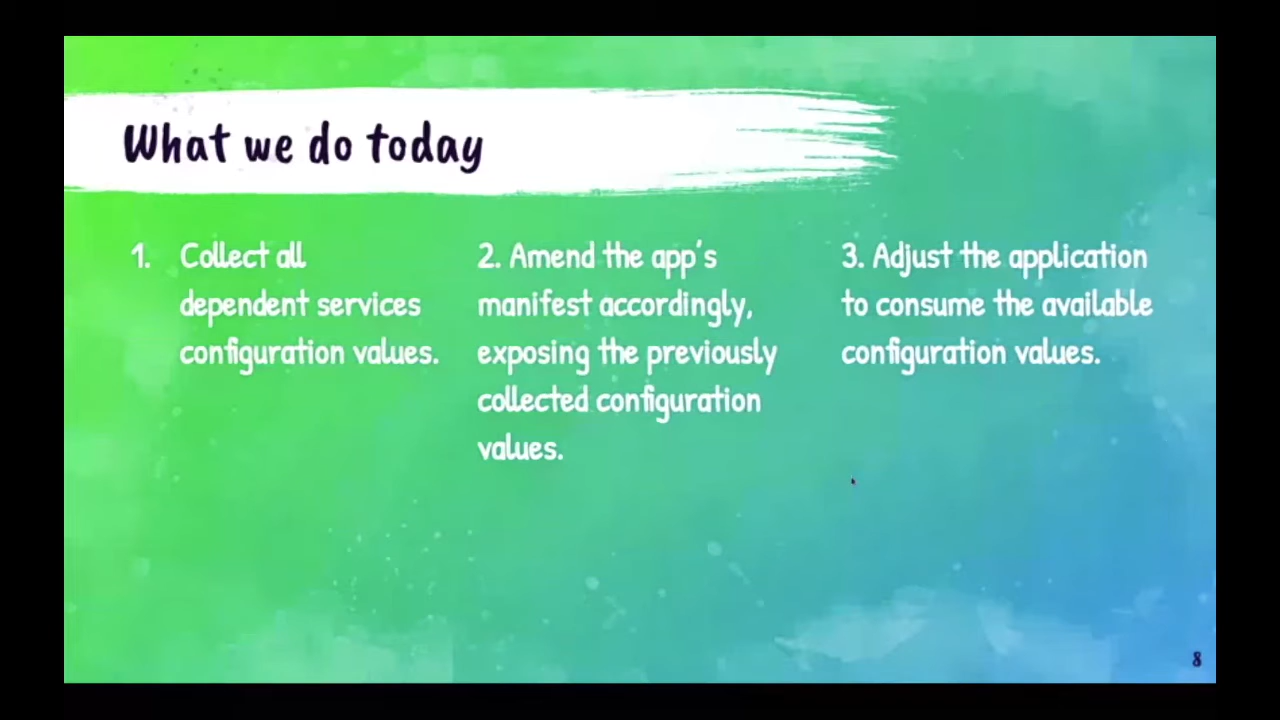 What we do today
1. Collect all
dependent services
configuration values.
2. Amend the app's
manifest accordingly,
exposing the previously
collected configuration
values.
3. Adjust the application
to consume the available
configuration values.
8